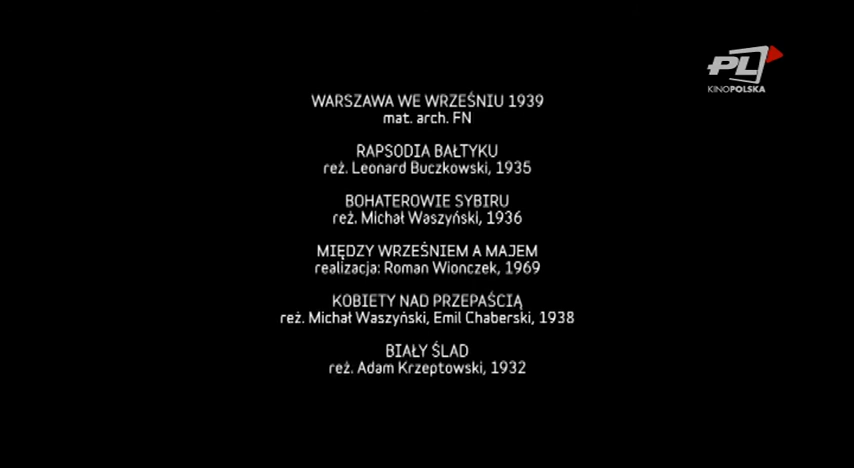 PL
KINOPOLSKA
WARSZAWA WE WRZEŚNIU 1939
mat. arch. FN
RAPSODIA BAŁTYKU
reż. Leonard Buczkowski, 1935
BOHATEROWIE SYBIRU
reż. Michał Waszyński, 1936
MIĘDZY WRZEŚNIEM A MAJEM
realizacja: Roman Wionczek, 1969
KOBIETY NAD PRZEPAŚCIĄ
reż. Michał Waszyński, Emil Chaberski, 1938
BIAŁY ŚLAD
reż. Adam Krzeptowski, 1932